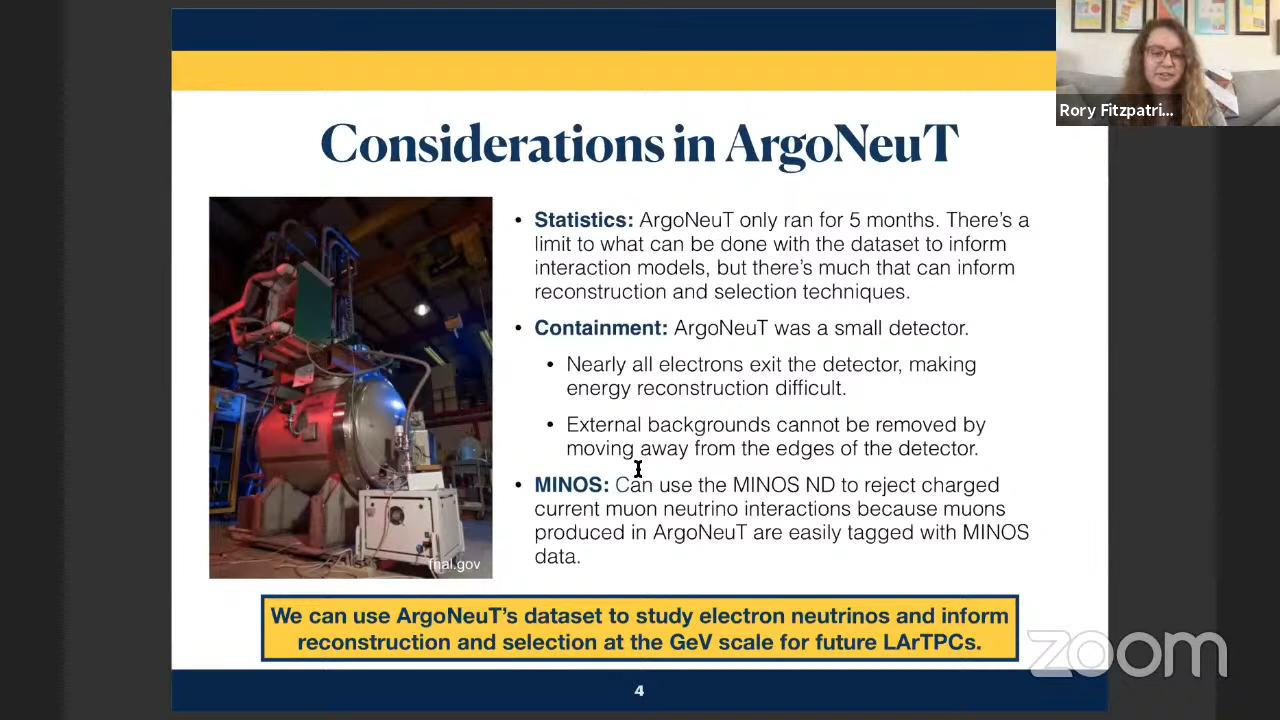 Rory Fitzpatri...
Considerations in ArgoNeuT
• Statistics: ArgoNeuT only ran for 5 months. There's a
limit to what can be done with the dataset to inform
interaction models, but there's much that can inform
reconstruction and selection techniques.
• Containment: ArgoNeuT was a small detector.
• Nearly all electrons exit the detector, making
energy reconstruction difficult.
• External backgrounds cannot be removed by
moving away from the edges of the detector.
• MINOS: Can use the MINOS ND to reject charged
current muon neutrino interactions because muons
produced in ArgoNeuT are easily tagged with MINOS
data.
fnal.gov
We can use ArgoNeuT's dataset to study electron neutrinos and inform
reconstruction and selection at the GeV scale for future LArTPCs.
zoom
4